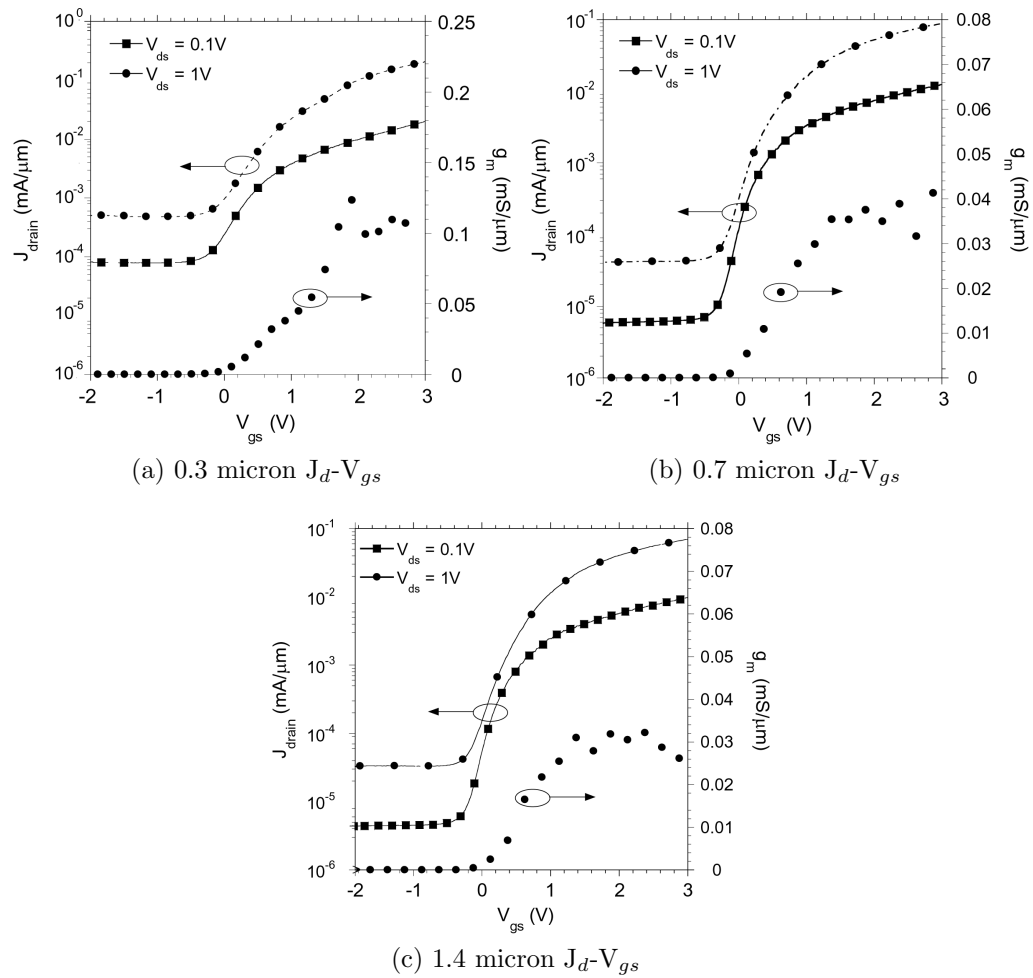 V_ds = 0.1V
V_ds = 1V
10^0
10^-1
10^-2
10^-3
10^-4
10^-5
10^-6
J_drain (mA/μm)
0.25
0.2
0.15
0.1
0.05
0
g_m (mS/μm)
-2 -1 0 1 2 3
V_gs (V)
(a) 0.3 micron J_d-V_gs
V_ds = 0.1V
V_ds = 1V
10^-1
10^-2
10^-3
10^-4
10^-5
10^-6
J_drain (mA/μm)
0.08
0.07
0.06
0.05
0.04
0.03
0.02
0.01
0
g_m (mS/μm)
-2 -1 0 1 2 3
V_gs (V)
(b) 0.7 micron J_d-V_gs
V_ds = 0.1V
V_ds = 1V
10^-1
10^-2
10^-3
10^-4
10^-5
10^-6
J_drain (mA/μm)
0.08
0.07
0.06
0.05
0.04
0.03
0.02
0.01
0
g_m (mS/μm)
-2 -1 0 1 2 3
V_gs (V)
(c) 1.4 micron J_d-V_gs